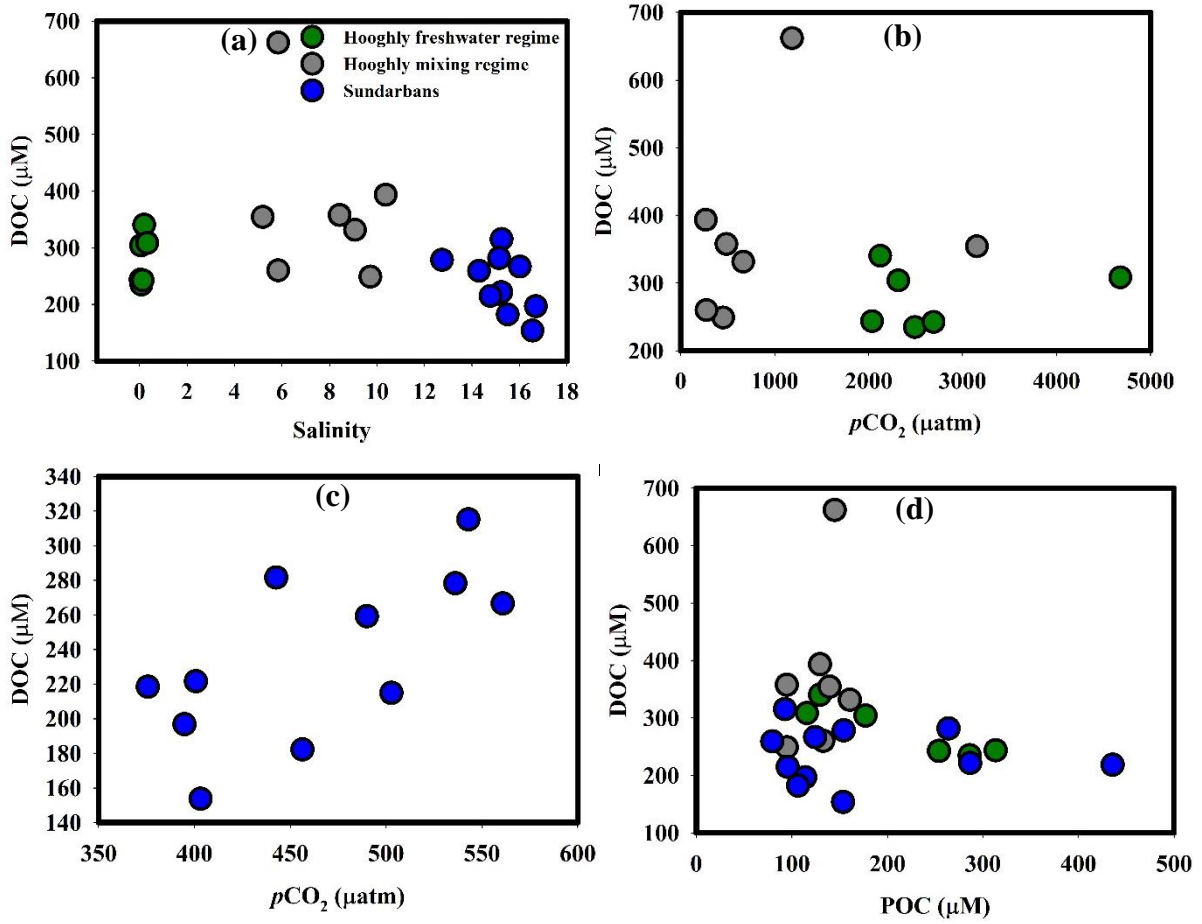 (a)
Hooghly freshwater regime
Hooghly mixing regime
Sundarbans
700
600
500
400
300
200
100
DOC (µM)
0 2 4 6 8 10 12 14 16 18
Salinity
(b)
700
600
500
400
300
200
DOC (µM)
0 1000 2000 3000 4000 5000
pCO₂ (µatm)
(c)
340
320
300
280
260
240
220
200
180
160
140
DOC (µM)
350 400 450 500 550 600
pCO₂ (µatm)
(d)
700
600
500
400
300
200
100
DOC (µM)
0 100 200 300 400 500
POC (µM)